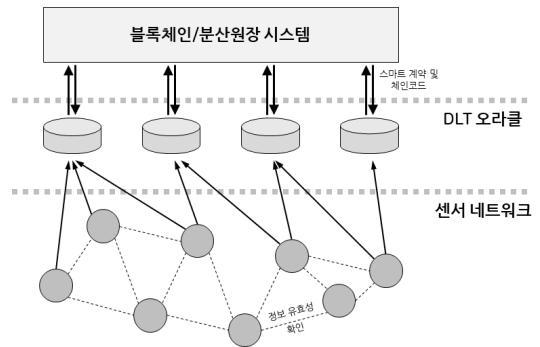 블록체인/분산원장 시스템
스마트 계약 및
체인코드
DLT 오라클
센서 네트워크
정보 유효성
확인